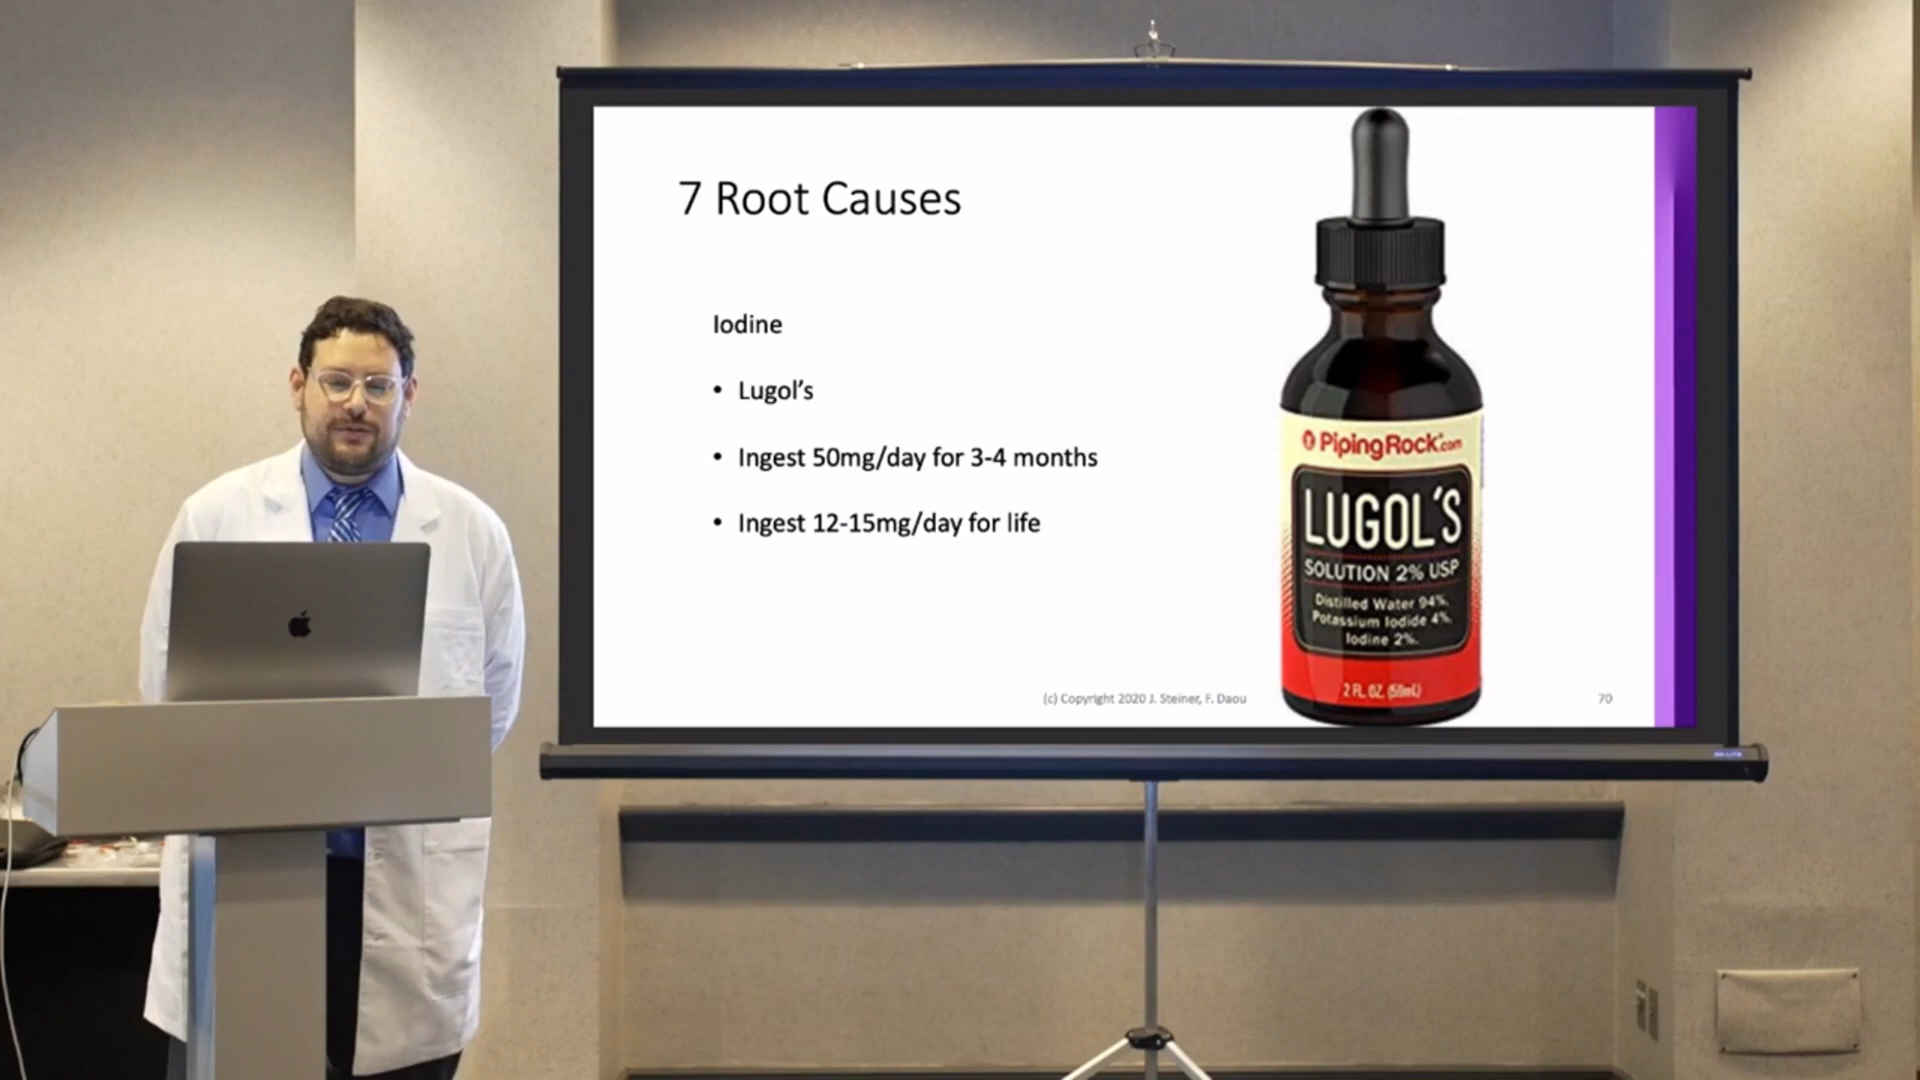 7 Root Causes
Iodine
• Lugol's
• Ingest 50mg/day for 3-4 months
• Ingest 12-15mg/day for life
PipingRock.com
LUGOL'S
SOLUTION 2% USP
Distilled Water 94%,
Potassium Iodide 4%,
Iodine 2%.
2 FL. OZ. (59mL)
(c) Copyright 2020 J. Steiner, F. Daou
70